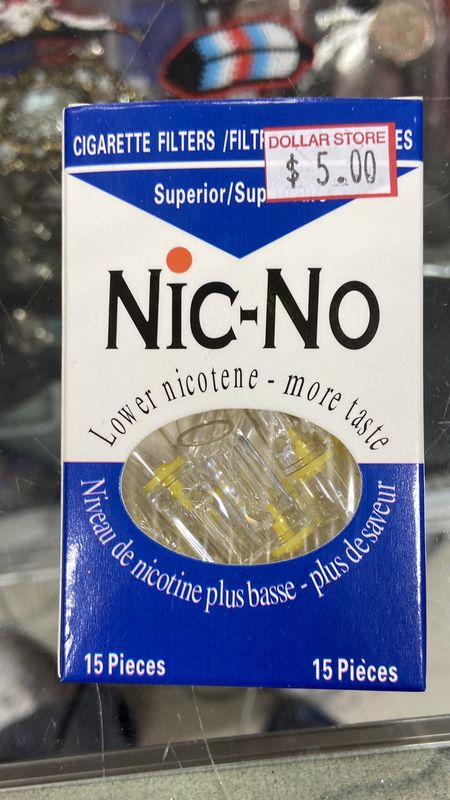 CIGARETTE FILTERS /FILTR ES
DOLLAR STORE
$ 5.00
Superior/Sup
NIC-NO
Lower nicotene - more taste
Niveau de nicotine plus basse - plus de saveur
15 Pieces
15 Pièces